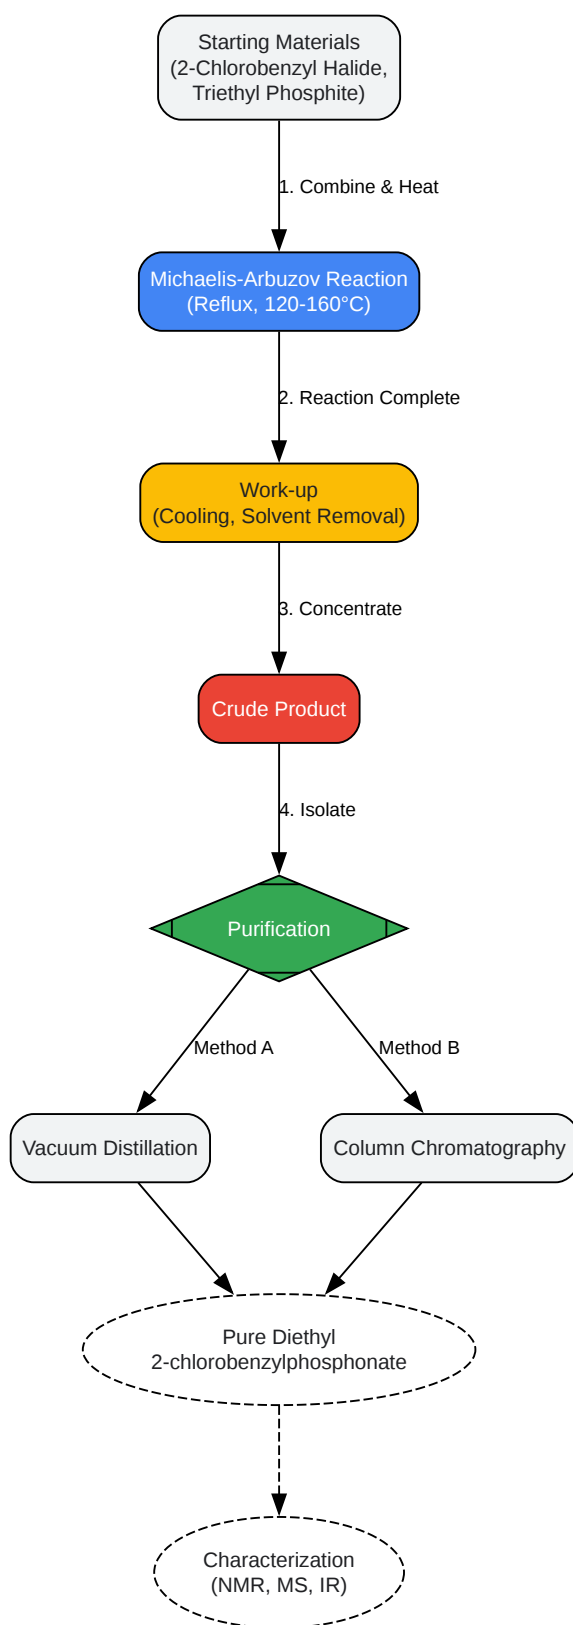 Starting Materials
(2-Chlorobenzyl Halide,
Triethyl Phosphite)
1. Combine & Heat
Michaelis-Arbuzov Reaction
(Reflux, 120-160°C)
2. Reaction Complete
Work-up
(Cooling, Solvent Removal)
3. Concentrate
Crude Product
4. Isolate
Purification
Method A
Method B
Vacuum Distillation
Column Chromatography
Pure Diethyl
2-chlorobenzylphosphonate
Characterization
(NMR, MS, IR)